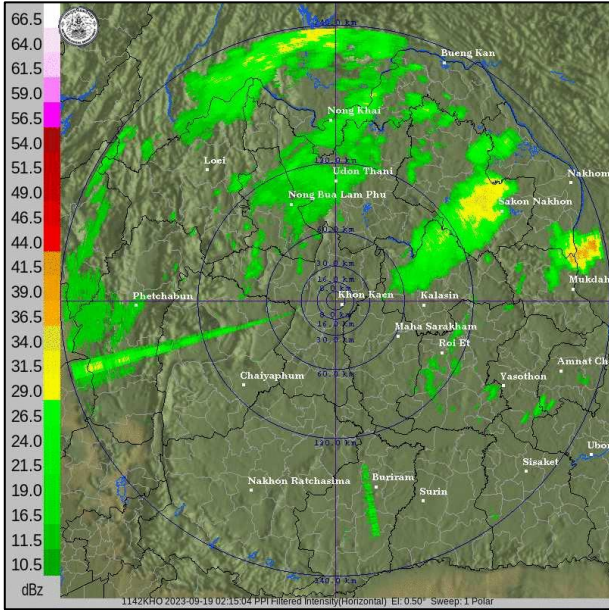 66.5
64.0
61.5
59.0
56.5
54.0
51.5
49.0
46.5
44.0
41.5
39.0
36.5
34.0
31.5
29.0
26.5
24.0
21.5
19.0
16.5
14.0
11.5
10.5
dBz
Bueng Kan
Nong Khai
Loei
Udon Thani
Nakhom
Nong Bua Lam Phu
Sakon Nakhon
Mukdah
Phetchabun
Khon Kaen
Kalasin
Maha Sarakham
Roi Et
60.0 km
Amnat Ch
Chaiyaphum
Yasothon
120.0 km
Ubon
Sisaket
Nakhon Ratchasima
Buriram
Surin
1142KHO 2023-09-19 02:15:04 PPI Filtered Intensity(Horizontal) El: 0.50° Sweep: 1 Polar